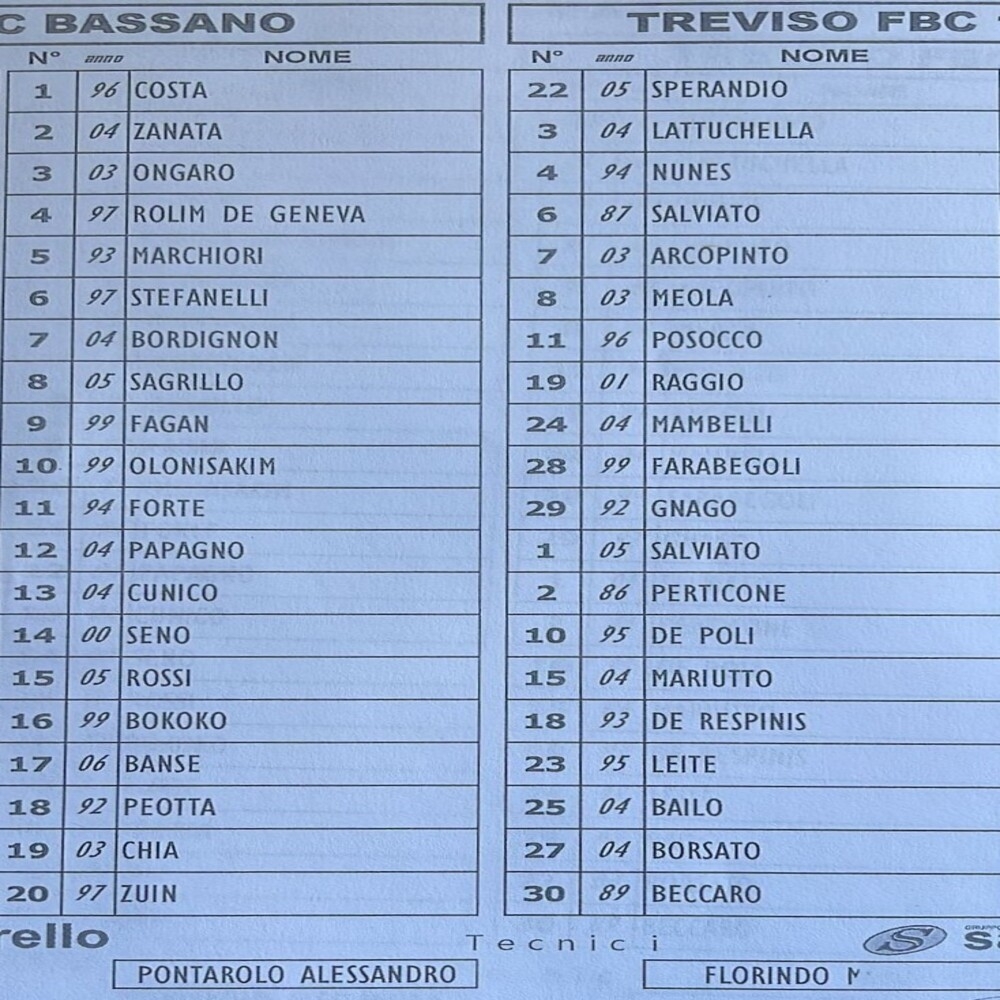 C BASSANO
N° anno NOME
1 96 COSTA
2 04 ZANATA
3 03 ONGARO
4 97 ROLIM DE GENEVA
5 93 MARCHIORI
6 97 STEFANELLI
7 04 BORDIGNON
8 05 SAGRILLO
9 99 FAGAN
10 99 OLONISAKIM
11 94 FORTE
12 04 PAPAGNO
13 04 CUNICO
14 00 SENO
15 05 ROSSI
16 99 BOKOKO
17 06 BANSE
18 92 PEOTTA
19 03 CHIA
20 97 ZUIN
TREVISO FBC
N° anno NOME
22 05 SPERANDIO
3 04 LATTUCHELLA
4 94 NUNES
6 87 SALVIATO
7 03 ARCOPINTO
8 03 MEOLA
11 96 POSOCCO
19 01 RAGGIO
24 04 MAMBELLI
28 99 FARABEGOLI
29 92 GNAGO
1 05 SALVIATO
2 86 PERTICONE
10 95 DE POLI
15 04 MARIUTTO
18 93 DE RESPINIS
23 95 LEITE
25 04 BAILO
27 04 BORSATO
30 89 BECCARO
rello
Tecnici
PONTAROLO ALESSANDRO
FLORINDO M